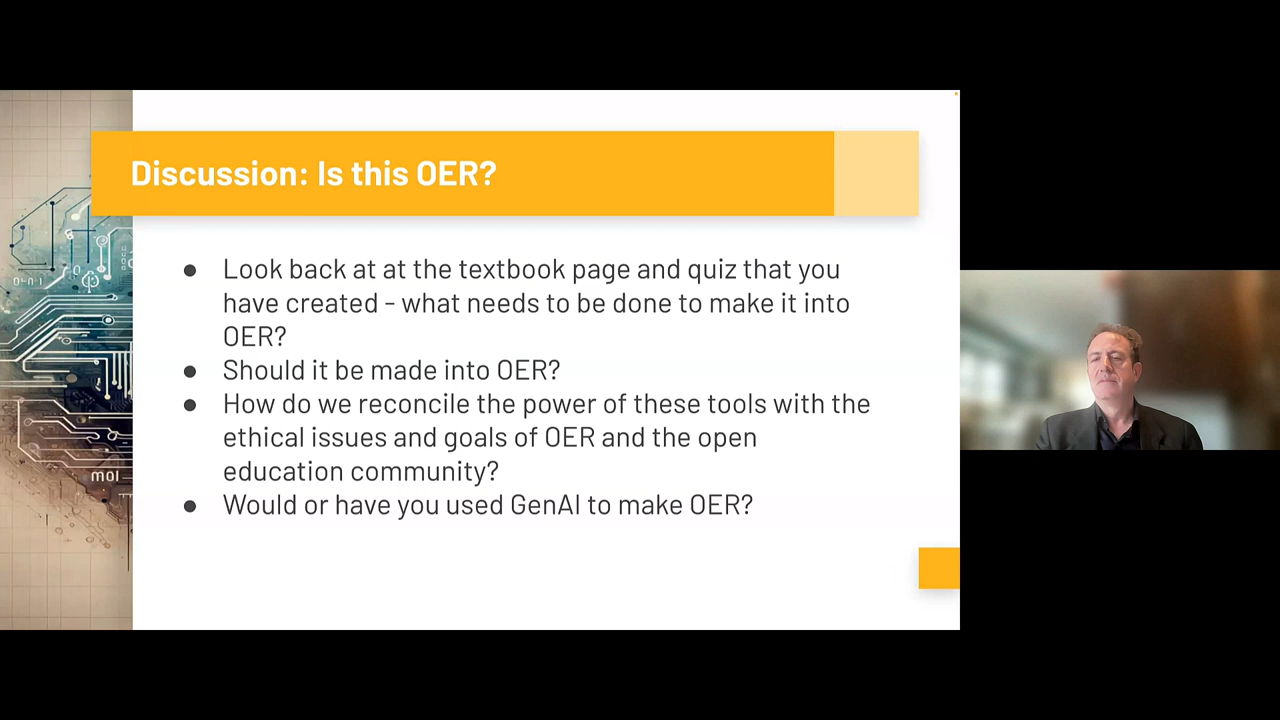 Discussion: Is this OER?
● Look back at at the textbook page and quiz that you
have created - what needs to be done to make it into
OER?
● Should it be made into OER?
● How do we reconcile the power of these tools with the
ethical issues and goals of OER and the open
education community?
● Would or have you used GenAI to make OER?